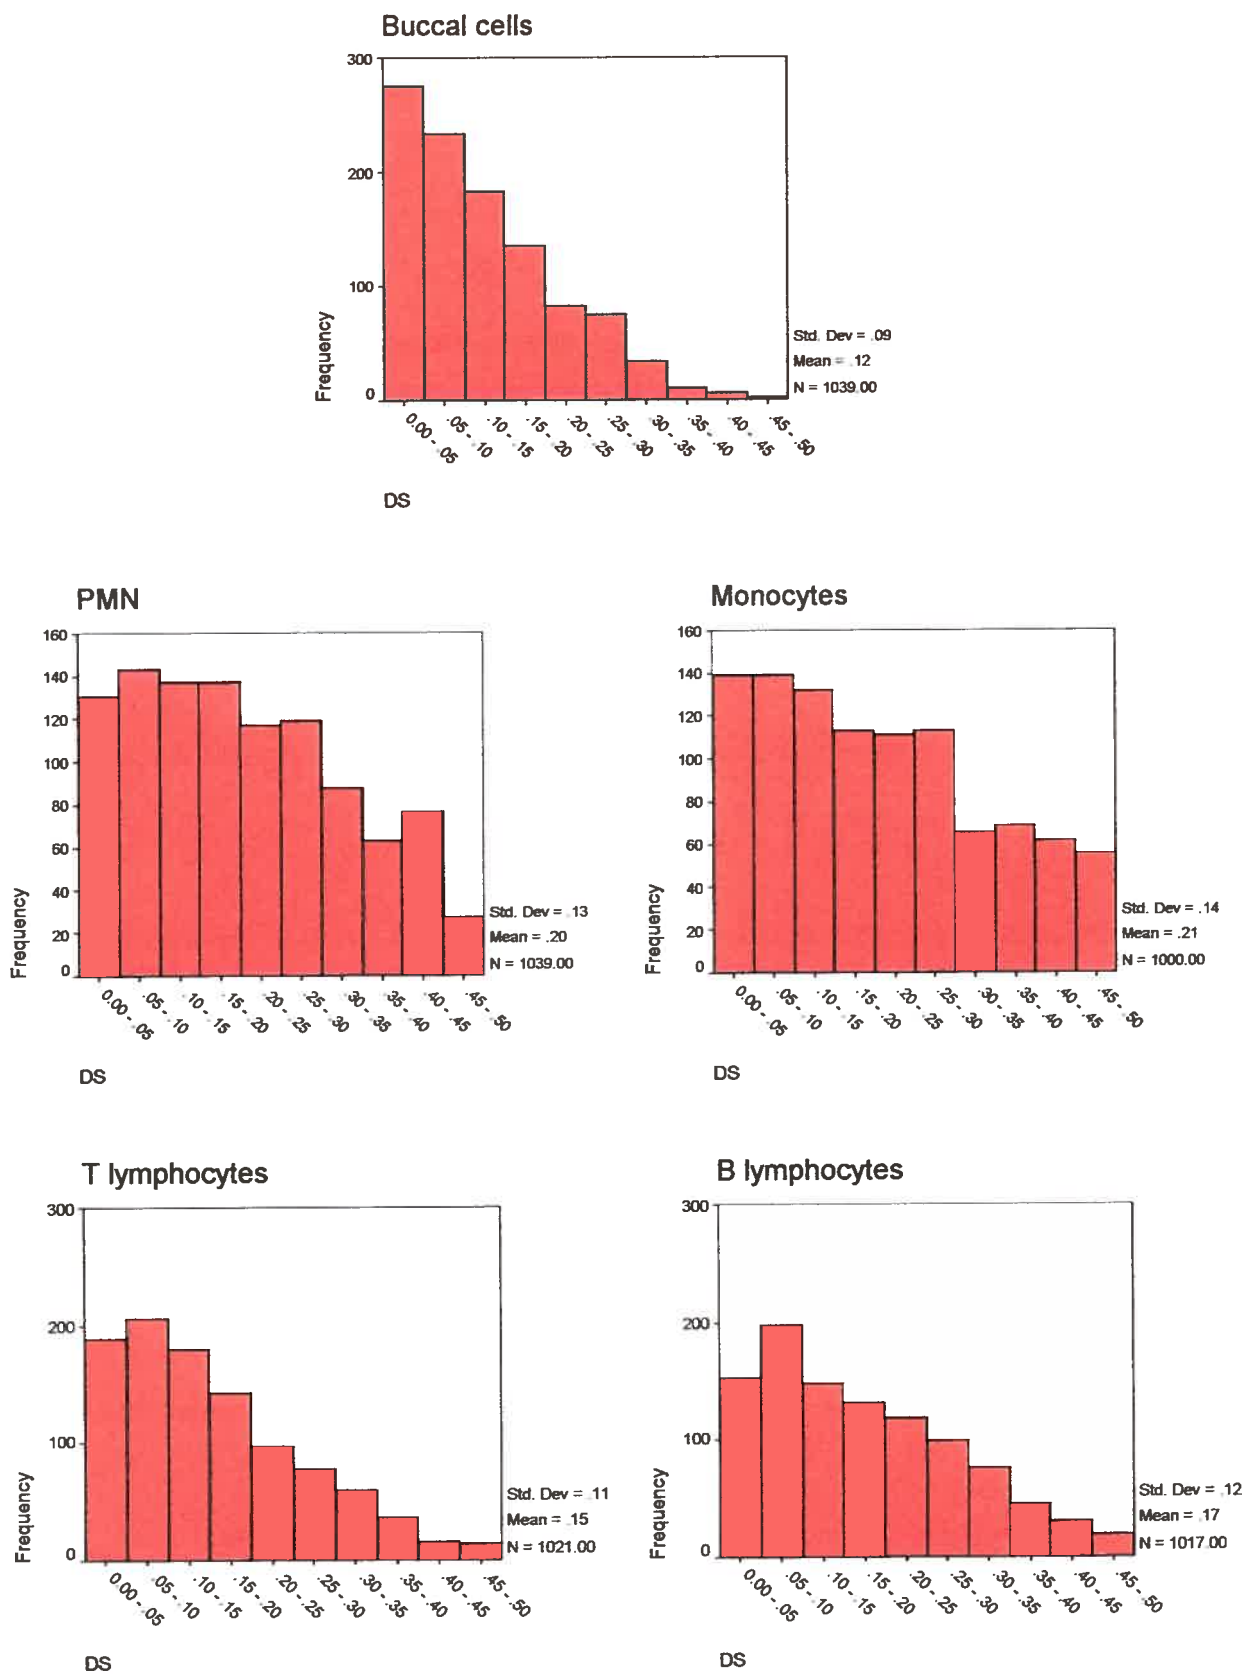 Buccal cells
300
200
100
0
Frequency
Std. Dev = .09
Mean = .12
N = 1039.00
0.00 - .05
.05 - .10
.10 - .15
.15 - .20
.20 - .25
.25 - .30
.30 - .35
.35 - .40
.40 - .45
.45 - .50
DS
PMN
160
140
120
100
80
60
40
20
0
Frequency
Std. Dev = .13
Mean = .20
N = 1039.00
0.00 - .05
.05 - .10
.10 - .15
.15 - .20
.20 - .25
.25 - .30
.30 - .35
.35 - .40
.40 - .45
.45 - .50
DS
Monocytes
160
140
120
100
80
60
40
20
0
Frequency
Std. Dev = .14
Mean = .21
N = 1000.00
0.00 - .05
.05 - .10
.10 - .15
.15 - .20
.20 - .25
.25 - .30
.30 - .35
.35 - .40
.40 - .45
.45 - .50
DS
T lymphocytes
300
200
100
0
Frequency
Std. Dev = .11
Mean = .15
N = 1021.00
0.00 - .05
.05 - .10
.10 - .15
.15 - .20
.20 - .25
.25 - .30
.30 - .35
.35 - .40
.40 - .45
.45 - .50
DS
B lymphocytes
300
200
100
0
Frequency
Std. Dev = .12
Mean = .17
N = 1017.00
0.00 - .05
.05 - .10
.10 - .15
.15 - .20
.20 - .25
.25 - .30
.30 - .35
.35 - .40
.40 - .45
.45 - .50
DS